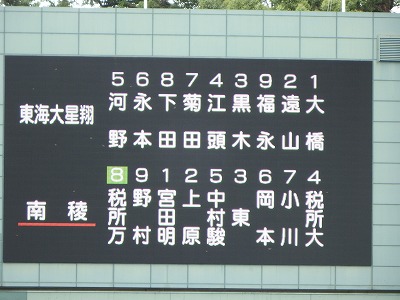 5 6 8 7 4 3 9 2 1
東海大星翔 河野 永本 下田 菊田 江頭 黒木 福永 遠山 大橋
8 9 1 2 5 3 6 7 4
南稜 税所万 野村 宮田明 上原 中村駿 東 岡本 小川 税所大